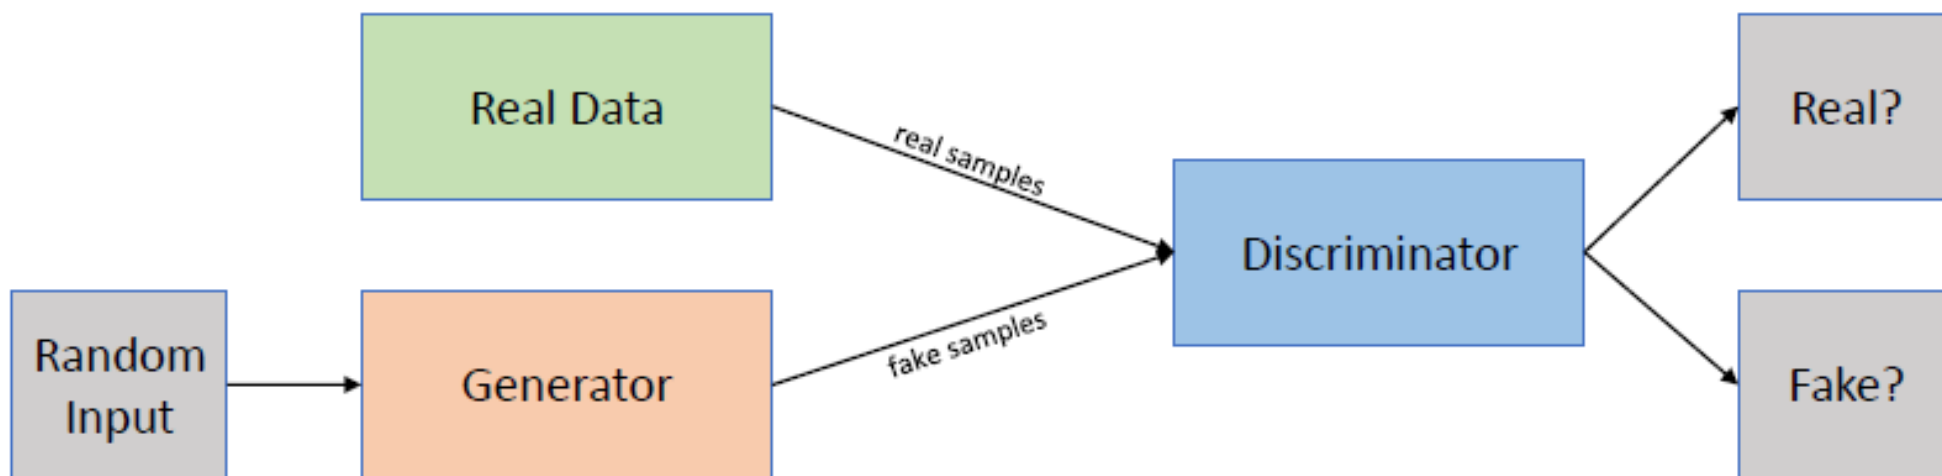 Real Data
real samples
Real?
Discriminator
Random
Input
Generator
fake samples
Fake?